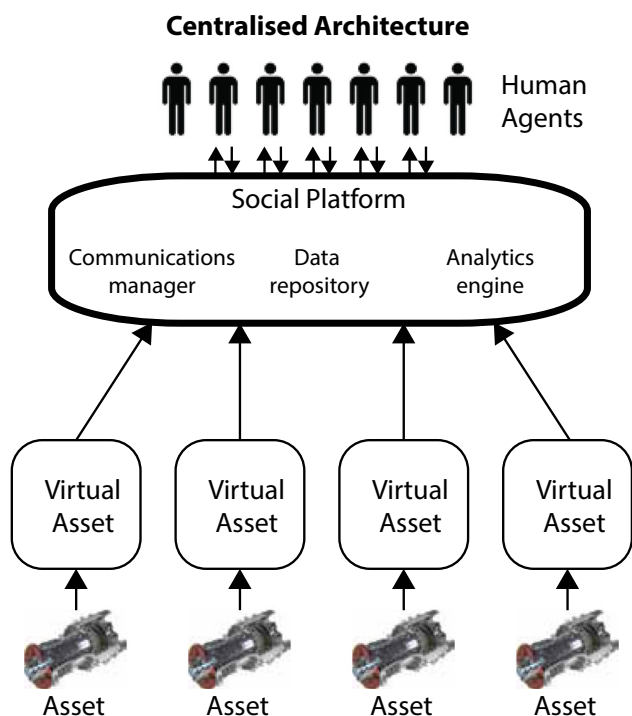 Centralised Architecture
Human
Agents
Social Platform
Communications
manager
Data
repository
Analytics
engine
Virtual
Asset
Virtual
Asset
Virtual
Asset
Virtual
Asset
Asset
Asset
Asset
Asset